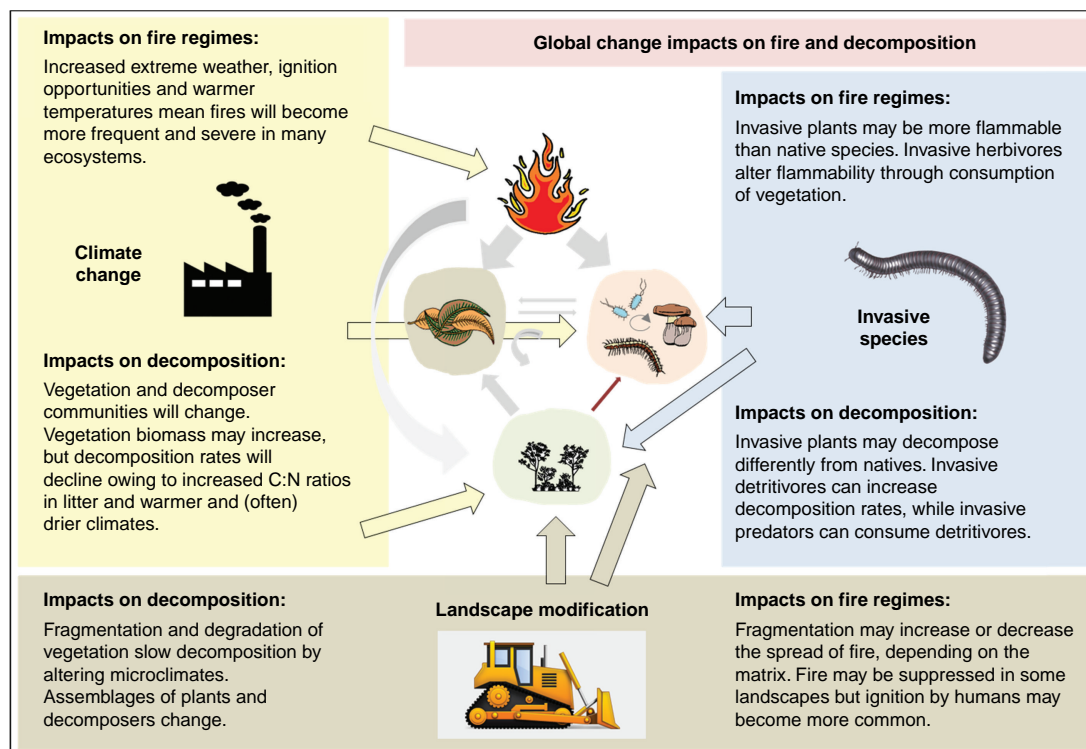 Impacts on fire regimes:
Increased extreme weather, ignition
opportunities and warmer
temperatures mean fires will become
more frequent and severe in many
ecosystems.
Climate
change
Impacts on decomposition:
Vegetation and decomposer
communities will change.
Vegetation biomass may increase,
but decomposition rates will
decline owing to increased C:N ratios
in litter and warmer and (often)
drier climates.
Global change impacts on fire and decomposition
Impacts on fire regimes:
Invasive plants may be more flammable
than native species. Invasive herbivores
alter flammability through consumption
of vegetation.
Invasive
species
Impacts on decomposition:
Invasive plants may decompose
differently from natives. Invasive
detritivores can increase
decomposition rates, while invasive
predators can consume detritivores.
Impacts on decomposition:
Fragmentation and degradation of
vegetation slow decomposition by
altering microclimates.
Assemblages of plants and
decomposers change.
Landscape modification
Impacts on fire regimes:
Fragmentation may increase or decrease
the spread of fire, depending on the
matrix. Fire may be suppressed in some
landscapes but ignition by humans may
become more common.